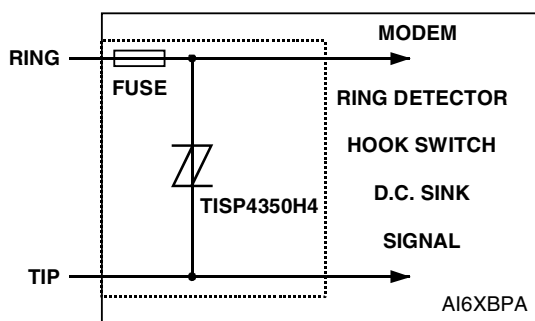 MODEM
RING
FUSE
RING DETECTOR
HOOK SWITCH
D.C. SINK
TISP4350H4
SIGNAL
TIP
AI6XBPA